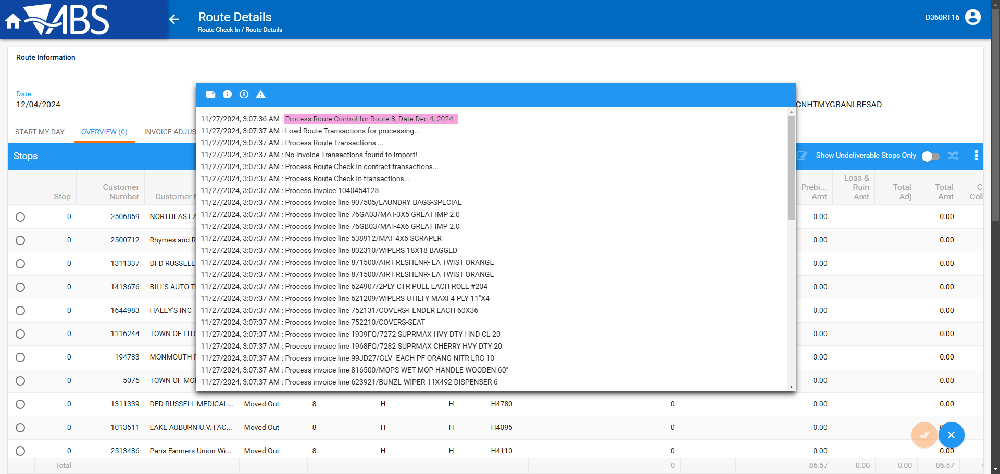 ABS
Route Details
Route Check In / Route Details
D360RT16
Route Information
Date
12/04/2024
CNHTMYGBANLRFSAD
START MY DAY
OVERVIEW (0)
INVOICE ADJUS
Stops
Show Undeliverable Stops Only
11/27/2024, 3:07:36 AM : Process Route Control for Route 8, Date Dec 4, 2024
11/27/2024, 3:07:37 AM : Load Route Transactions for processing...
11/27/2024, 3:07:37 AM : Process Route Transactions ...
11/27/2024, 3:07:37 AM : No Invoice Transactions found to import!
11/27/2024, 3:07:37 AM : Process Route Check In contract transactions...
11/27/2024, 3:07:37 AM : Process Route Check In transactions...
11/27/2024, 3:07:37 AM : Process invoice 1040454128
11/27/2024, 3:07:37 AM : Process invoice line 907505/LAUNDRY BAGS-SPECIAL
11/27/2024, 3:07:37 AM : Process invoice line 76GA03/MAT-3X5 GREAT IMP 2.0
11/27/2024, 3:07:37 AM : Process invoice line 76GB03/MAT-4X6 GREAT IMP 2.0
11/27/2024, 3:07:37 AM : Process invoice line 538912/MAT 4X6 SCRAPER
11/27/2024, 3:07:37 AM : Process invoice line 802310/WIPERS 18X18 BAGGED
11/27/2024, 3:07:37 AM : Process invoice line 871500/AIR FRESHENR- EA TWIST ORANGE
11/27/2024, 3:07:37 AM : Process invoice line 871500/AIR FRESHENR- EA TWIST ORANGE
11/27/2024, 3:07:37 AM : Process invoice line 624907/2PLY CTR PULL EACH ROLL #204
11/27/2024, 3:07:37 AM : Process invoice line 621209/WIPERS UTILTY MAXI 4 PLY 11"X4
11/27/2024, 3:07:37 AM : Process invoice line 752131/COVERS-FENDER EACH 60X36
11/27/2024, 3:07:37 AM : Process invoice line 752210/COVERS-SEAT
11/27/2024, 3:07:37 AM : Process invoice line 1939FQ/7272 SUPRMAX HVY DTY HND CL 20
11/27/2024, 3:07:37 AM : Process invoice line 1968FQ/7282 SUPRMAX CHERRY HVY DTY 20
11/27/2024, 3:07:37 AM : Process invoice line 99JD27/GLV- EACH PF ORANG NITR LRG 10
11/27/2024, 3:07:37 AM : Process invoice line 816500/MOPS WET MOP HANDLE-WOODEN 60"
11/27/2024, 3:07:37 AM : Process invoice line 623921/BUNZL-WIPER 11X492 DISPENSER 6
Stop Customer Number Customer Prebi... Amt Loss & Ruin Amt Total Adj Total Amt
0 2506859 NORTHEAST 0.00 0.00
0 2500712 Rhymes and 0.00 0.00
0 1311337 DFD RUSSELL 0.00 0.00
0 1413676 BILL'S AUTO 0.00 0.00
0 1644983 HALEY'S INC 0.00 0.00
0 1116244 TOWN OF 0.00 0.00
0 194783 MONMOUTH 0.00 0.00
0 5075 TOWN OF 0.00 0.00
0 1311339 DFD RUSSELL MEDICAL... Moved Out 8 H H H4780 0 0.00 0.00
0 1013511 LAKE AUBURN U.V. FAC... Moved Out 8 H H H4095 0 0.00
0 2513486 Paris Farmers Union-Wi... Moved Out 8 H H H4110 0 0.00 0.00
Total 0 86.57 0.00 0.00 86.57